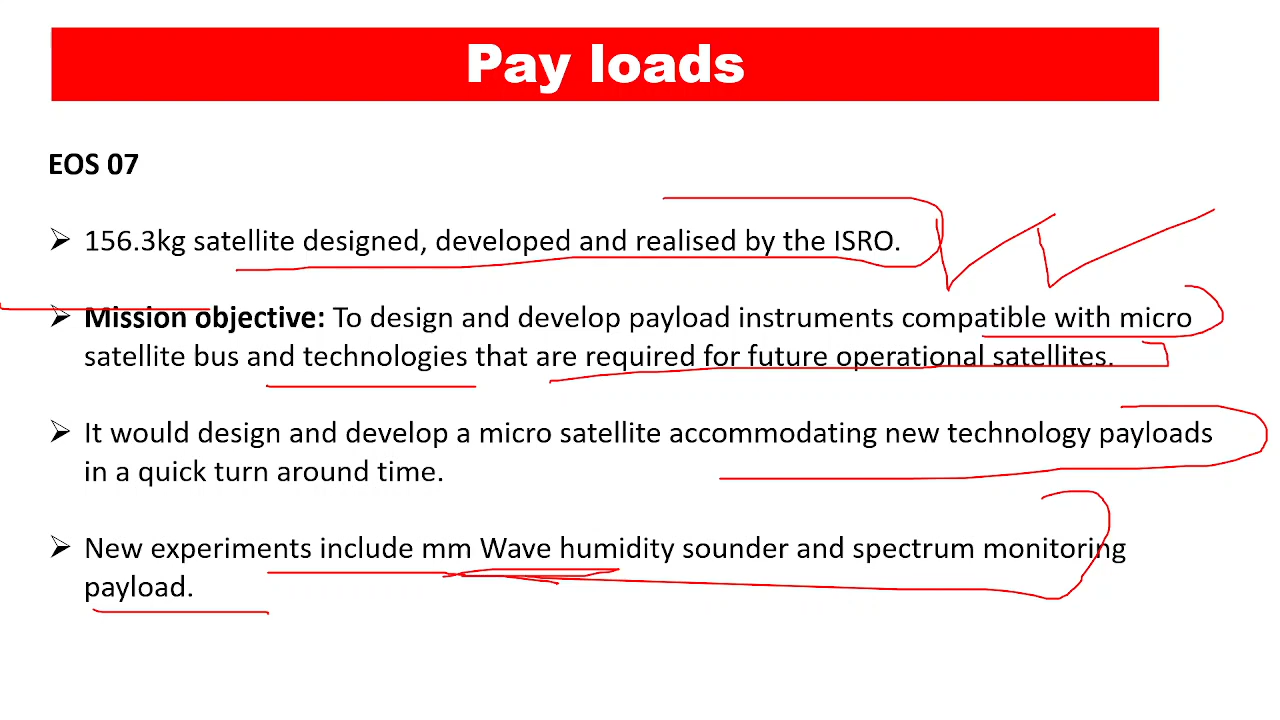 Pay loads
EOS 07
➢ 156.3kg satellite designed, developed and realised by the ISRO.
➢ Mission objective: To design and develop payload instruments compatible with micro
satellite bus and technologies that are required for future operational satellites.
➢ It would design and develop a micro satellite accommodating new technology payloads
in a quick turn around time.
➢ New experiments include mm Wave humidity sounder and spectrum monitoring
payload.